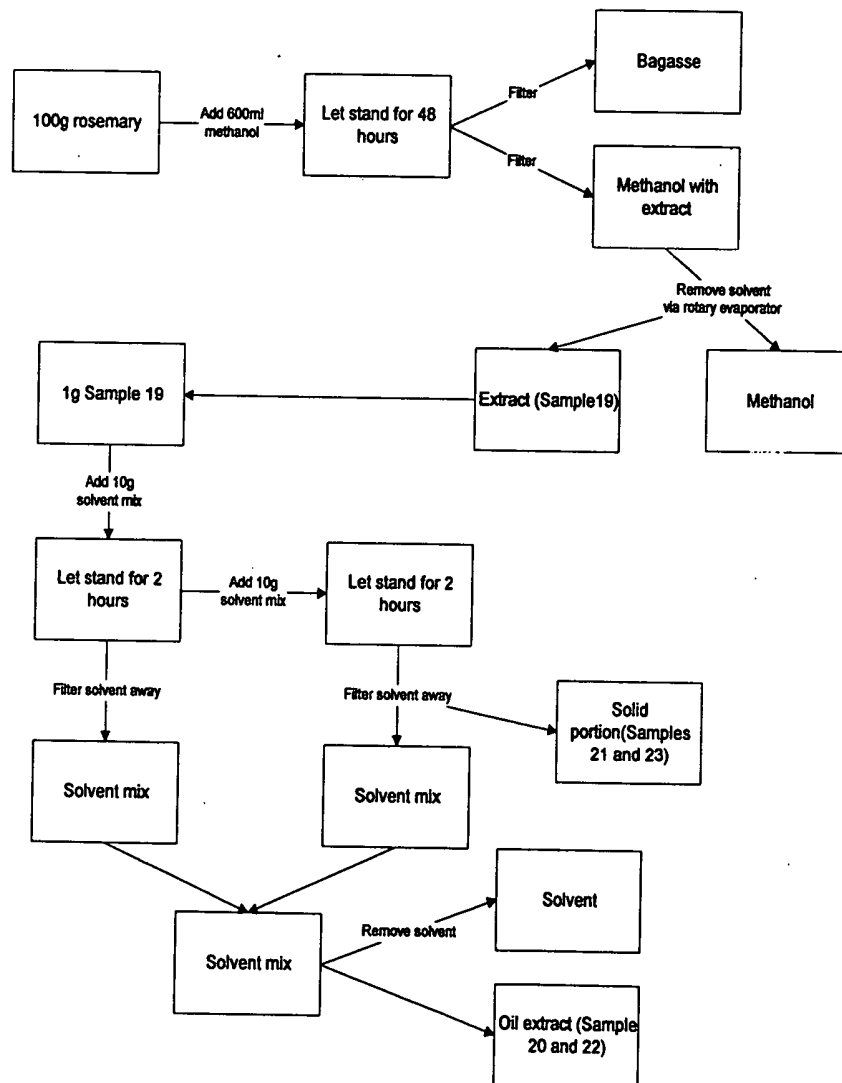 Bagasse
Filter
100g rosemary
Add 600ml
methanol
Let stand for 48
hours
Filter
Methanol with
extract
Remove solvent
via rotary evaporator
1g Sample 19
Extract (Sample19)
Methanol
Add 10g
solvent mix
Let stand for 2
hours
Add 10g
solvent mix
Let stand for 2
hours
Filter solvent away
Filter solvent away
Solid
portion(Samples
21 and 23)
Solvent mix
Solvent mix
Solvent
Remove solvent
Solvent mix
Oil extract (Sample
20 and 22)